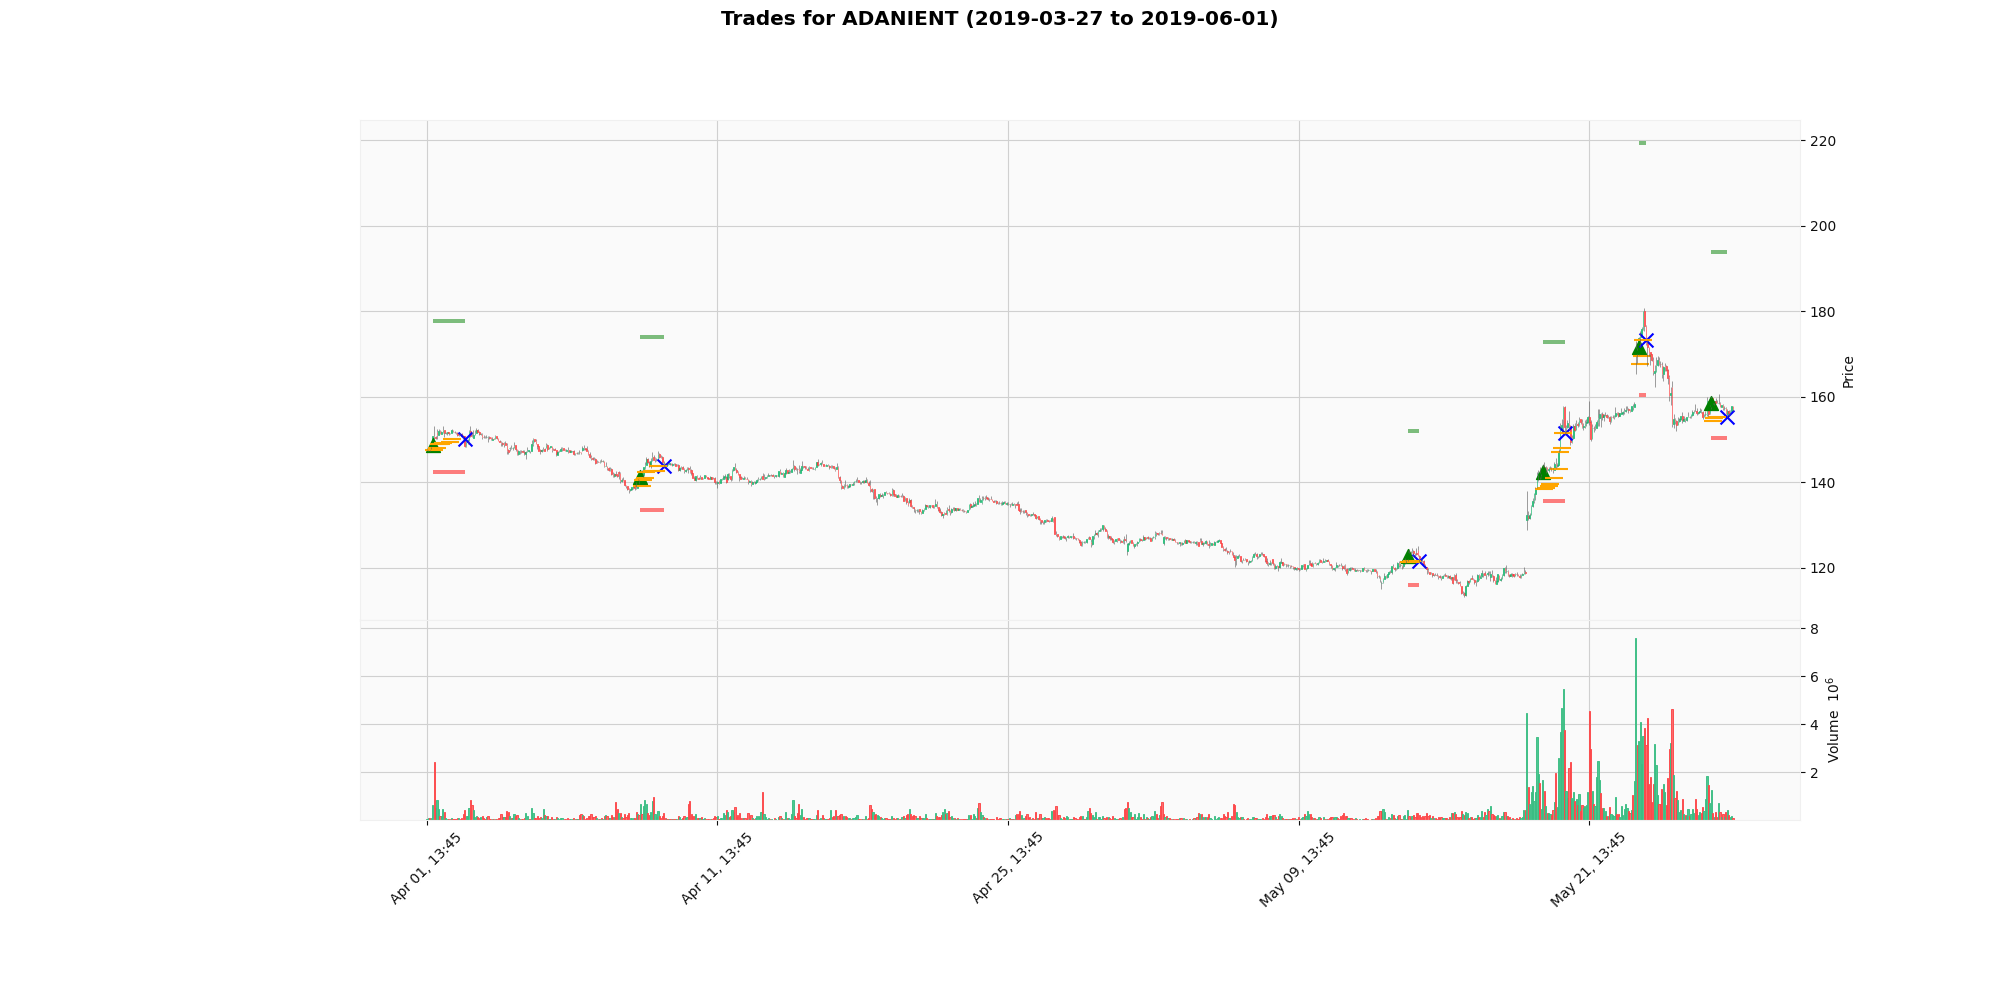 Trades for ADANIENT (2019-03-27 to 2019-06-01)
220
200
180
160
140
120
Price
8
6
4
2
Volume 10^6
Apr 01, 13:45
Apr 11, 13:45
Apr 25, 13:45
May 09, 13:45
May 21, 13:45